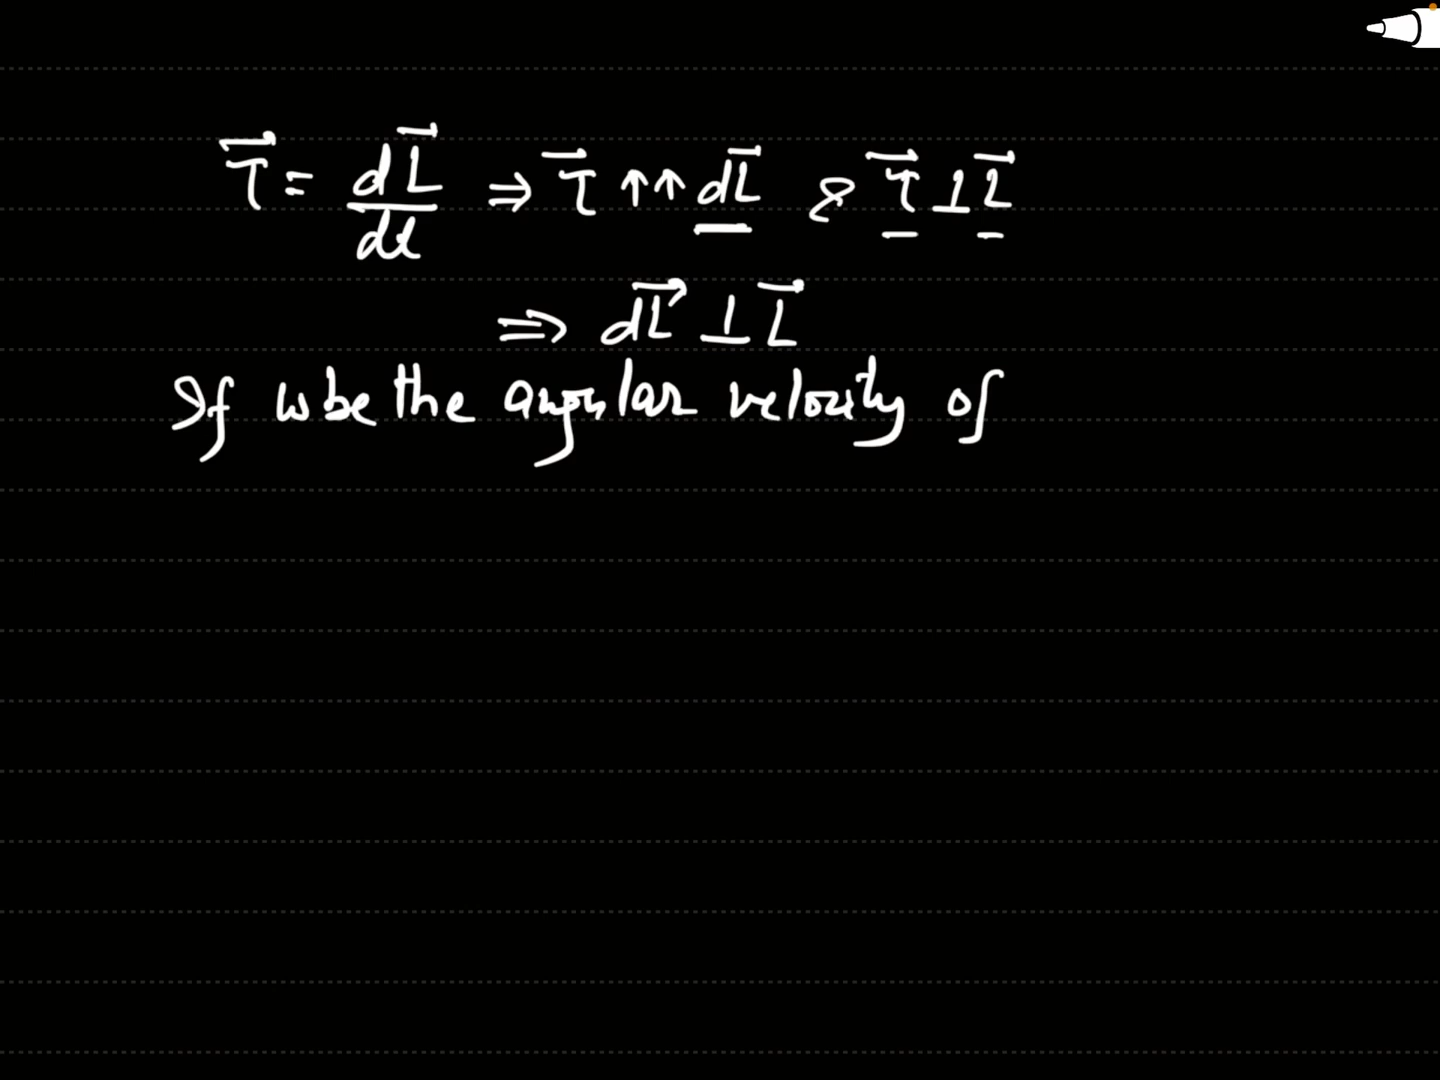 τ⃗ = dL⃗/dt ⇒ τ⃗ ↑↑ dL⃗ & τ⃗ ⊥ L⃗
⇒ dL⃗ ⊥ L⃗
If ω be the angular velocity of